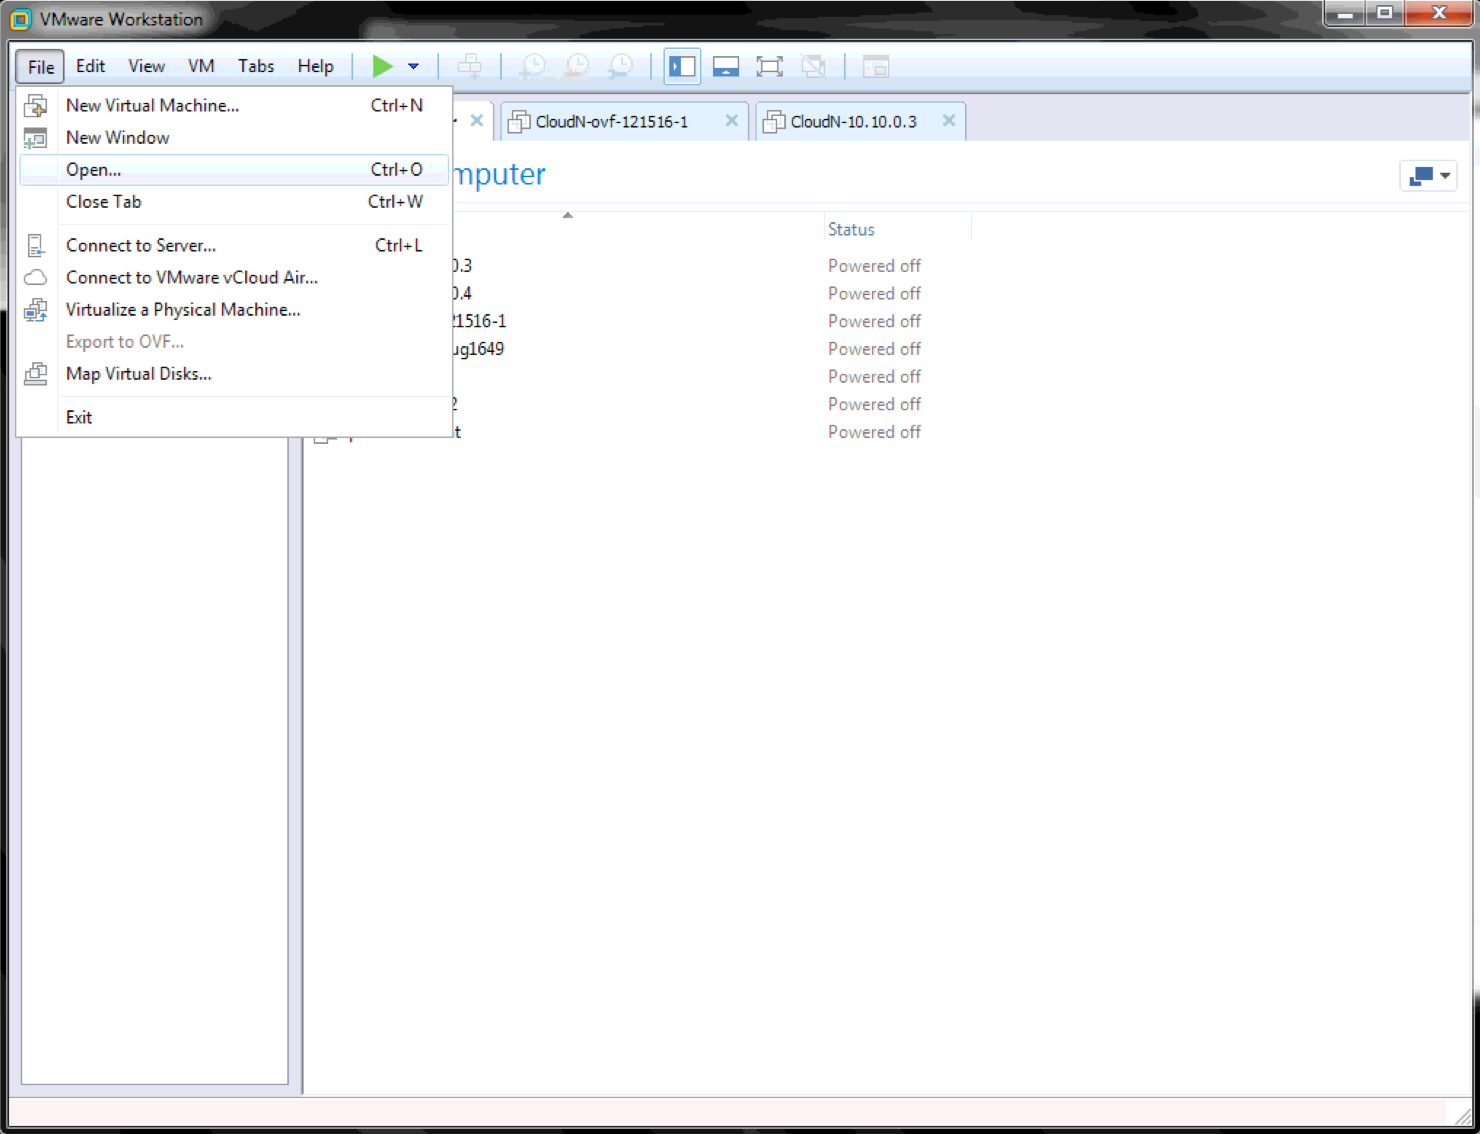 VMware Workstation
File Edit View VM Tabs Help
New Virtual Machine... Ctrl+N
New Window
Open... Ctrl+O
Close Tab Ctrl+W
Connect to Server... Ctrl+L
Connect to VMware vCloud Air...
Virtualize a Physical Machine...
Export to OVF...
Map Virtual Disks...
Exit
CloudN-ovf-121516-1
CloudN-10.10.0.3
mputer
Status
0.3 Powered off
0.4 Powered off
21516-1 Powered off
ug1649 Powered off
Powered off
2 Powered off
t Powered off